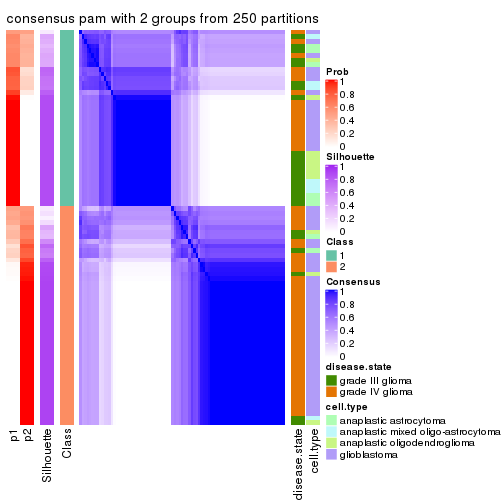 consensus pam with 2 groups from 250 partitions
Prob
1
0.8
0.6
0.4
0.2
0
Silhouette
1
0.8
0.6
0.4
0.2
0
Class
1
2
Consensus
1
0.8
0.6
0.4
0.2
0
disease.state
grade III glioma
grade IV glioma
cell.type
anaplastic astrocytoma
anaplastic mixed oligo-astrocytoma
anaplastic oligodendroglioma
glioblastoma
p1
p2
Silhouette
Class
disease.state
cell.type